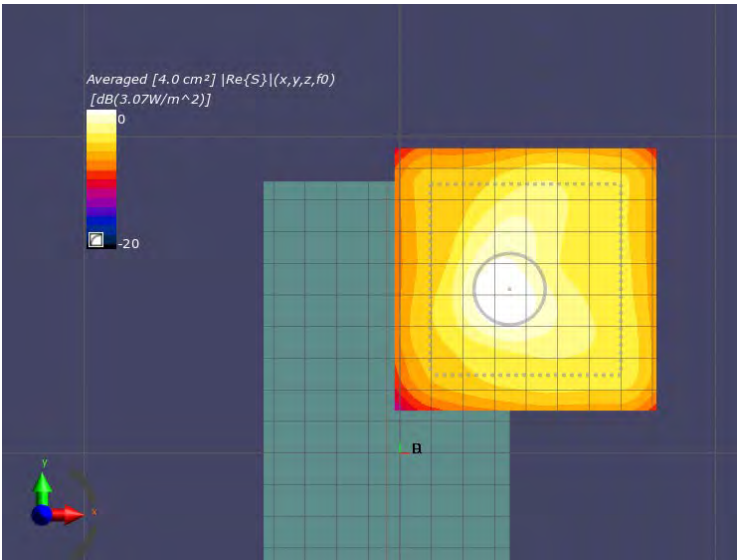 Averaged [4.0 cm²] |Re{S}|(x,y,z,f0)
[dB(3.07W/m^2)]
0
-20
y
x